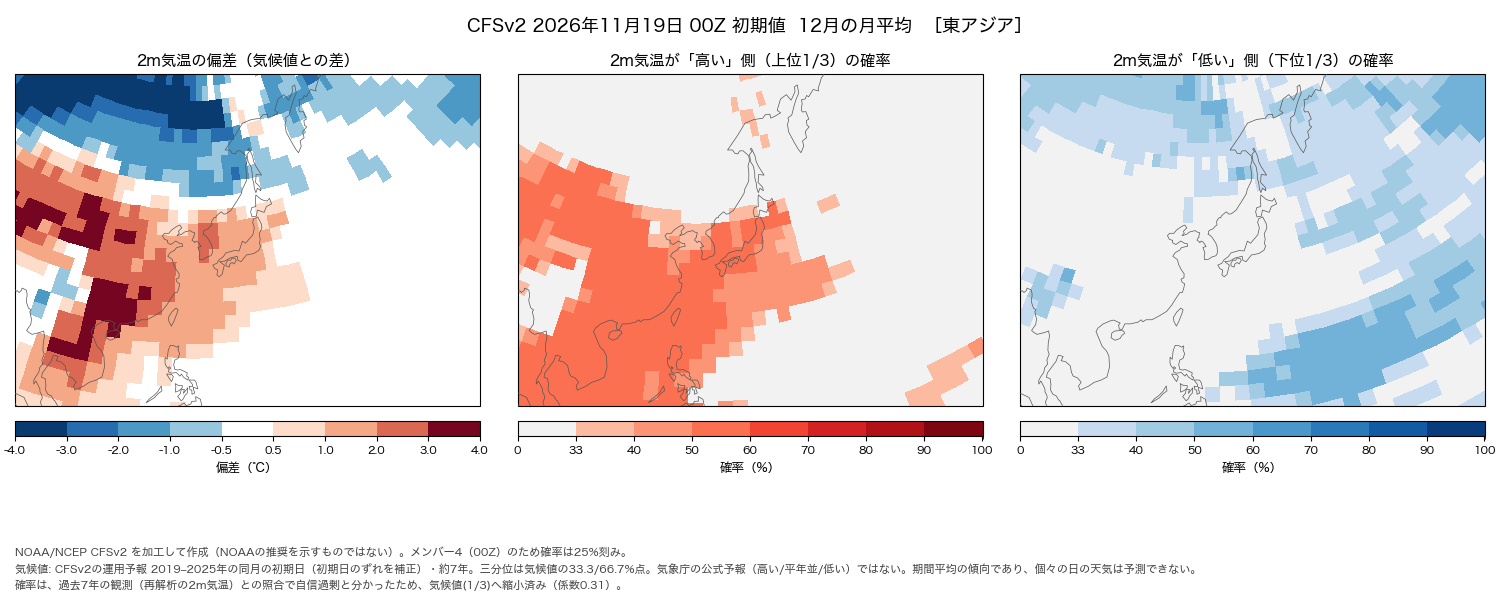 CFSv2 2026年11月19日 00Z 初期値  12月の月平均  ［東アジア］
2m気温の偏差（気候値との差）
2m気温が「高い」側（上位1/3）の確率
2m気温が「低い」側（下位1/3）の確率
-4.0 -3.0 -2.0 -1.0 -0.5 0.5 1.0 2.0 3.0 4.0
偏差（℃）
0 33 40 50 60 70 80 90 100
確率（%）
0 33 40 50 60 70 80 90 100
確率（%）
NOAA/NCEP CFSv2 を加工して作成（NOAAの推奨を示すものではない）。メンバー4（00Z）のため確率は25%刻み。
気候値: CFSv2の運用予報 2019–2025年の同月の初期日（初期日のずれを補正）・約7年。三分位は気候値の33.3/66.7%点。気象庁の公式予報（高い/平年並/低い）ではない。期間平均の傾向であり、個々の日の天気は予測できない。
確率は、過去7年の観測（再解析の2m気温）との照合で自信過剰と分かったため、気候値(1/3)へ縮小済み（係数0.31）。